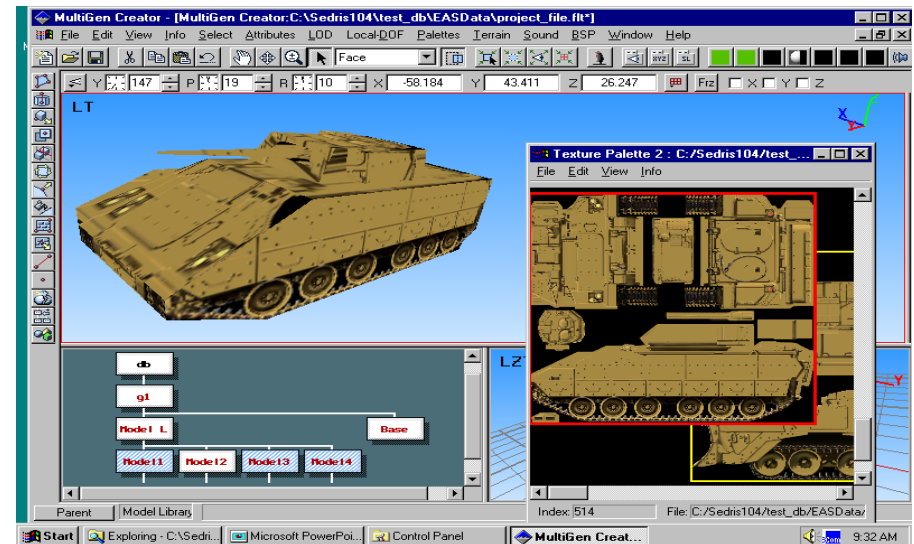 MultiGen Creator - [MultiGen Creator:C:\Sedris104\test_db\EASData\project_file.flt*]
File Edit View Info Select Attributes LOD Local-DOF Palettes Terrain Sound BSP Window Help
Face
XYZ SL
Y 147 P 19 R 10 X -58.184 Y 43.411 Z 26.247 Frz X Y Z
LT
X
Texture Palette 2 : C:/Sedris104/test_...
File Edit View Info
db
g1
Model L Base
Model1 Model2 Model3 Model4
Y
Parent Model Library
Index: 514 File: C:/Sedris104/test_db/EASData/
Start Exploring - C:\Sedri... Microsoft PowerPoi... Control Panel MultiGen Creat... 9:32 AM